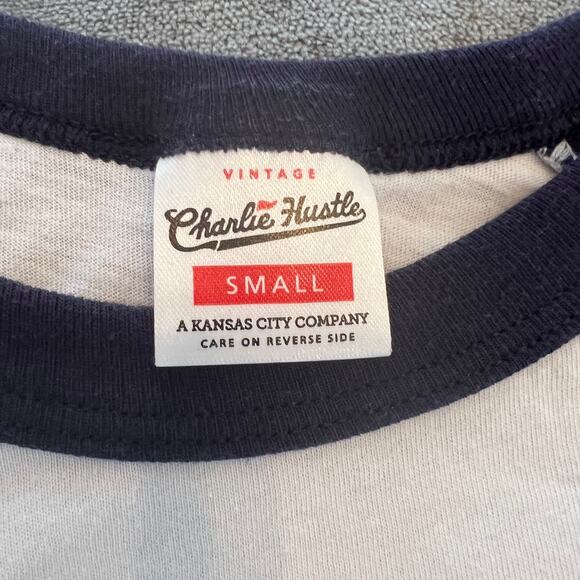 VINTAGE
Charlie Hustle
SMALL
A KANSAS CITY COMPANY
CARE ON REVERSE SIDE